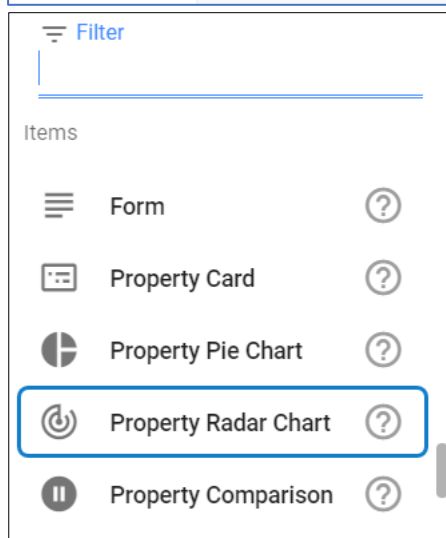 Filter
Items
Form
Property Card
Property Pie Chart
Property Radar Chart
Property Comparison